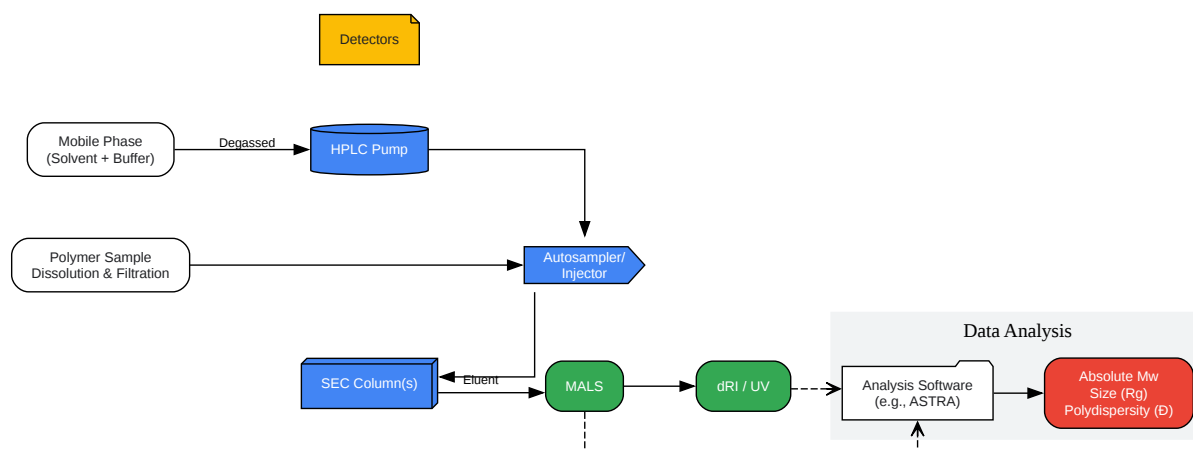 Detectors
Mobile Phase
(Solvent + Buffer)
Degassed
HPLC Pump
Polymer Sample
Dissolution & Filtration
Autosampler/
Injector
Data Analysis
SEC Column(s)
Eluent
MALS
dRI / UV
Analysis Software
(e.g., ASTRA)
Absolute Mw
Size (Rg)
Polydispersity (Đ)